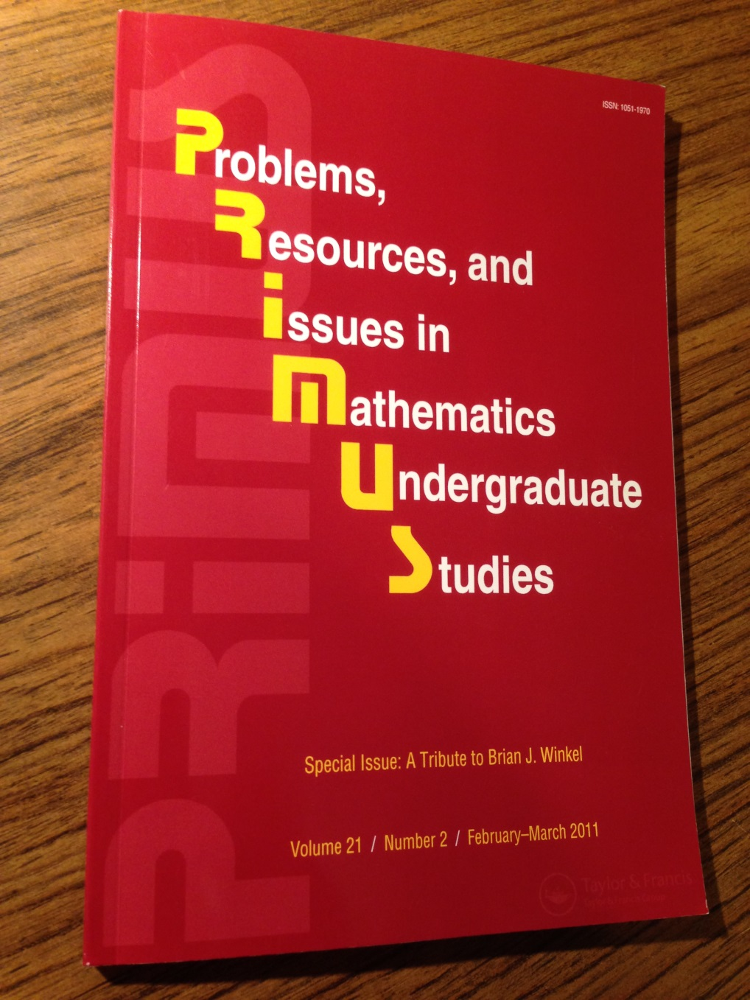 ISSN: 1051-1970
Problems,
Resources, and
issues in
Mathematics
Undergraduate
Studies
PRiMUS
Special Issue: A Tribute to Brian J. Winkel
Volume 21 / Number 2 / February–March 2011
Taylor & Francis